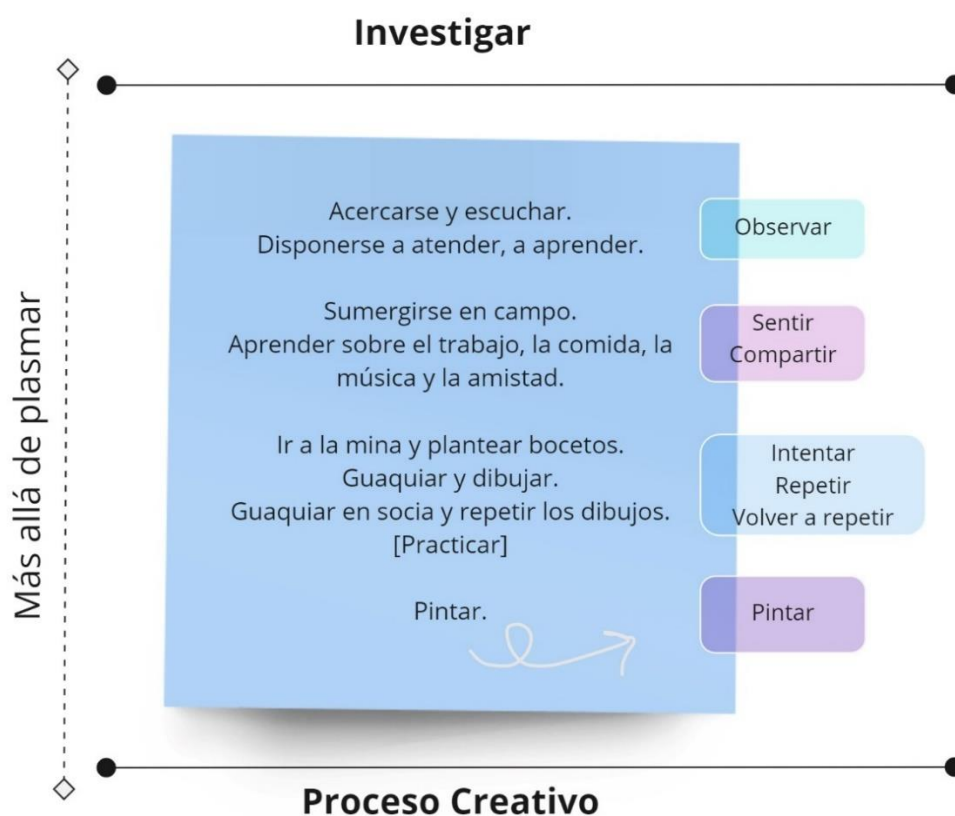 Investigar
Más allá de plasmar
Acercarse y escuchar.
Disponerse a atender, a aprender.
Observar
Sumergirse en campo.
Aprender sobre el trabajo, la comida, la
música y la amistad.
Sentir
Compartir
Ir a la mina y plantear bocetos.
Guaquiar y dibujar.
Guaquiar en socia y repetir los dibujos.
[Practicar]
Intentar
Repetir
Volver a repetir
Pintar.
Pintar
Proceso Creativo